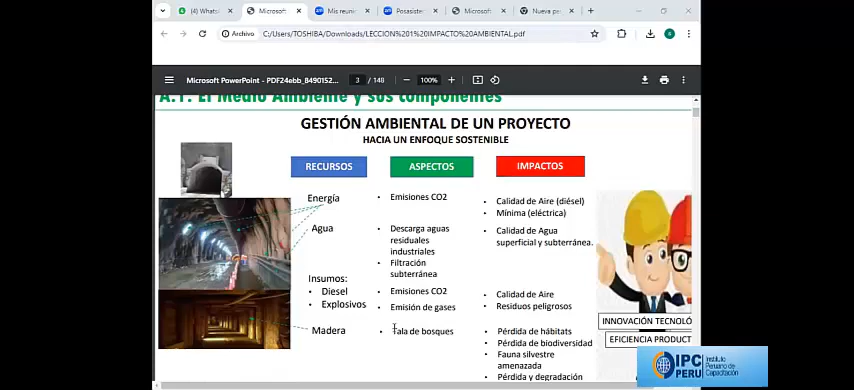 (4) Whats
Microsoft
Mis reuni
Posasiste
Microsoft
Nueva pe
Archivo
C:/Users/TOSHIBA/Downloads/LECCION%201%20IMPACTO%20AMBIENTAL.pdf
Microsoft PowerPoint - PDF24ebb_8490152...
3 / 148
100%
A.1. El Medio Ambiente y sus componentes
GESTIÓN AMBIENTAL DE UN PROYECTO
HACIA UN ENFOQUE SOSTENIBLE
RECURSOS
ASPECTOS
IMPACTOS
Energía
• Emisiones CO2
• Calidad de Aire (diésel)
• Mínima (eléctrica)
Agua
• Descarga aguas
residuales
industriales
• Filtración
subterránea
• Calidad de Agua
superficial y subterránea.
Insumos:
• Diesel
• Explosivos
• Emisiones CO2
• Emisión de gases
• Calidad de Aire
• Residuos peligrosos
Madera
• Tala de bosques
• Pérdida de hábitats
• Pérdida de biodiversidad
• Fauna silvestre
amenazada
• Pérdida y degradación
INNOVACIÓN TECNOLÓ
EFICIENCIA PRODUCT
IPC
PERU
Instituto
Peruano de
Capacitación